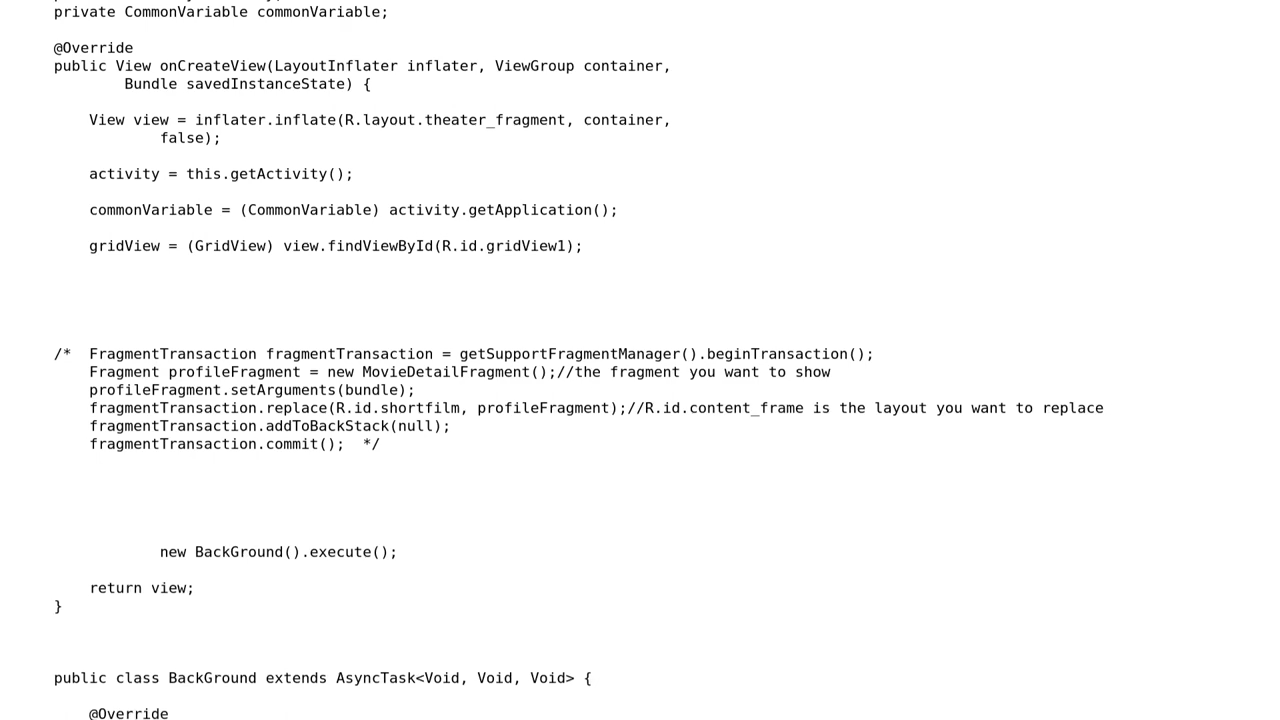 private CommonVariable commonVariable;
@Override
public View onCreateView(LayoutInflater inflater, ViewGroup container,
Bundle savedInstanceState) {
View view = inflater.inflate(R.layout.theater_fragment, container,
false);
activity = this.getActivity();
commonVariable = (CommonVariable) activity.getApplication();
gridView = (GridView) view.findViewById(R.id.gridView1);
/*  FragmentTransaction fragmentTransaction = getSupportFragmentManager().beginTransaction();
Fragment profileFragment = new MovieDetailFragment();//the fragment you want to show
profileFragment.setArguments(bundle);
fragmentTransaction.replace(R.id.shortfilm, profileFragment);//R.id.content_frame is the layout you want to replace
fragmentTransaction.addToBackStack(null);
fragmentTransaction.commit();  */
new BackGround().execute();
return view;
}
public class BackGround extends AsyncTask<Void, Void, Void> {
@Override